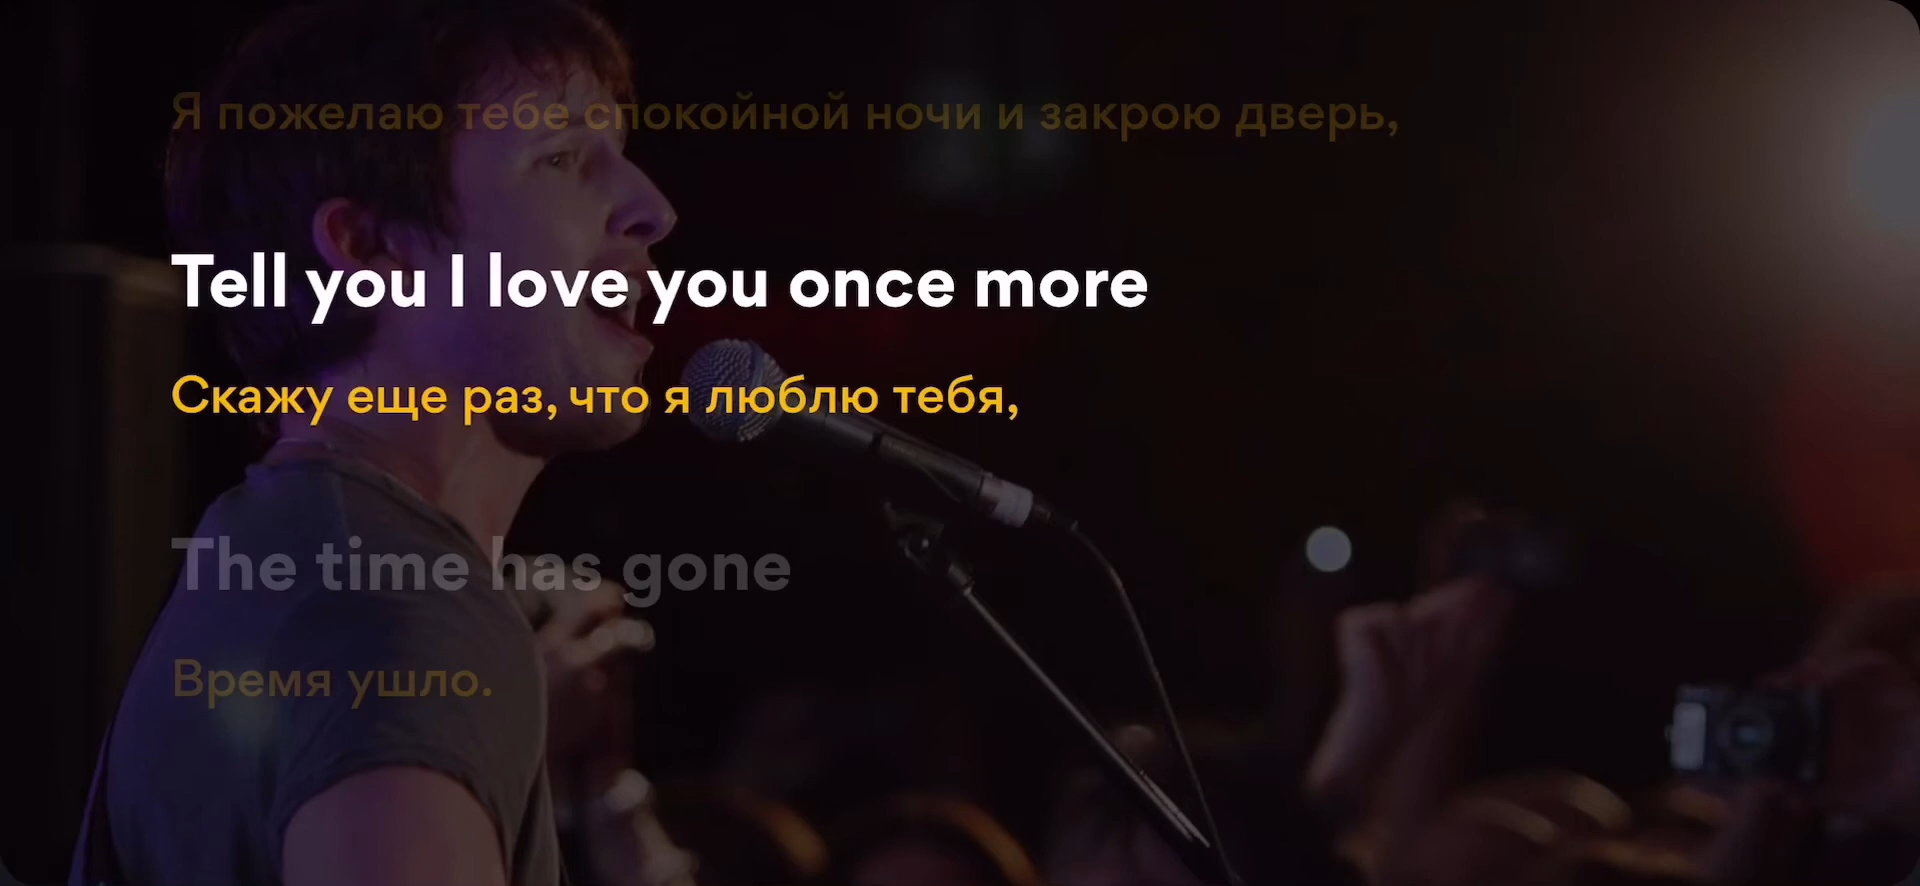 Я пожелаю тебе спокойной ночи и закрою дверь,
Tell you I love you once more
Скажу еще раз, что я люблю тебя,
The time has gone
Время ушло.